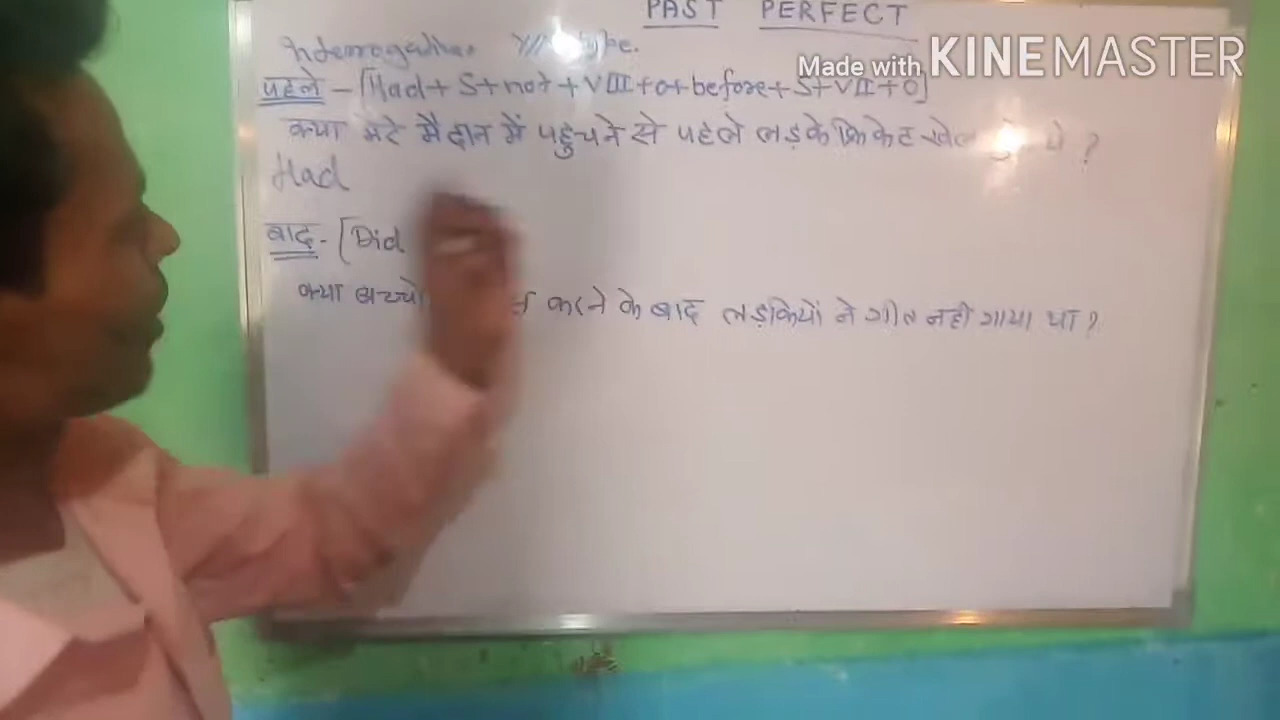 PAST PERFECT
Made with KINEMASTER
पहले - [Had + S + not + VIII + o + before + S + VII + O]
क्या मेरे मैदान में पहुंचने से पहले लड़के क्रिकेट खेल थे ?
Had
बाद - [Did
क्या करने के बाद लड़कियों ने गीत नही गाया था ?